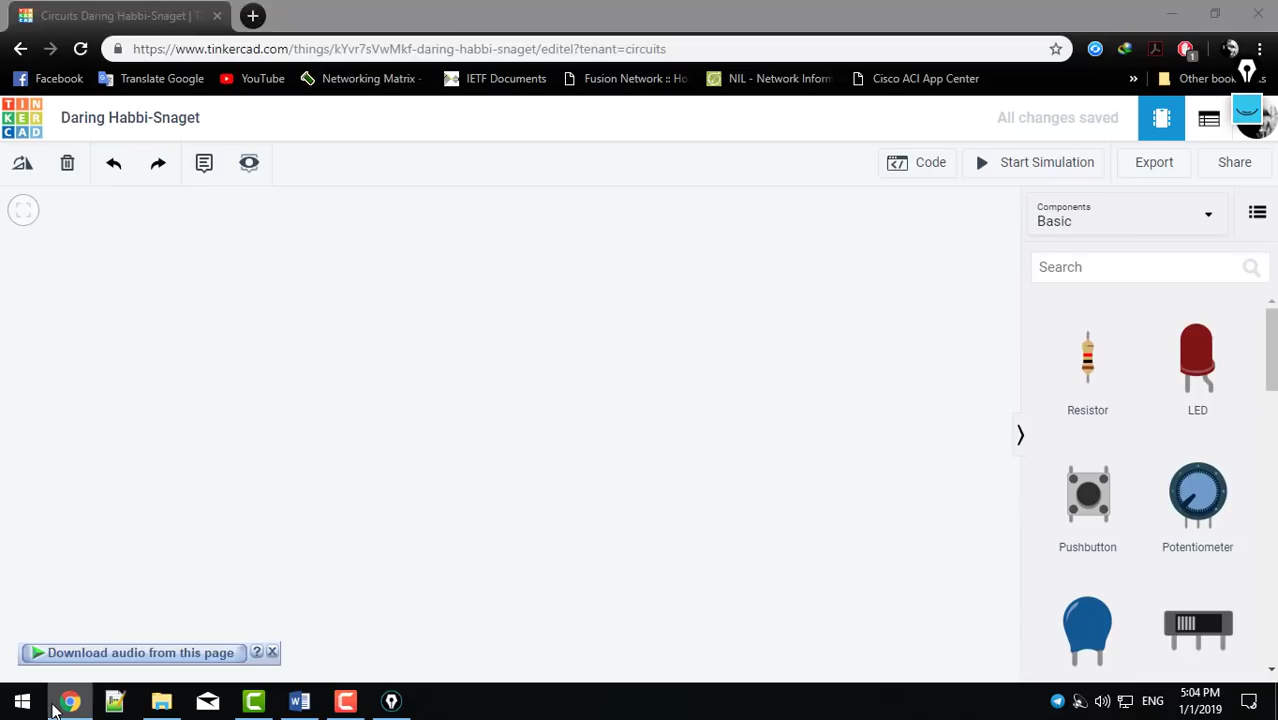 Circuits Daring Habbi-Snaget | T
https://www.tinkercad.com/things/kYvr7sVwMkf-daring-habbi-snaget/editel?tenant=circuits
1
Facebook
Translate Google
YouTube
Networking Matrix -
IETF Documents
Fusion Network :: Ho
NIL - Network Inform
Cisco ACI App Center
»
Other book
TIN
KER
CAD
Daring Habbi-Snaget
All changes saved
Code
Start Simulation
Export
Share
Components
Basic
Search
Resistor
LED
Pushbutton
Potentiometer
Download audio from this page
?
ENG
5:04 PM
1/1/2019